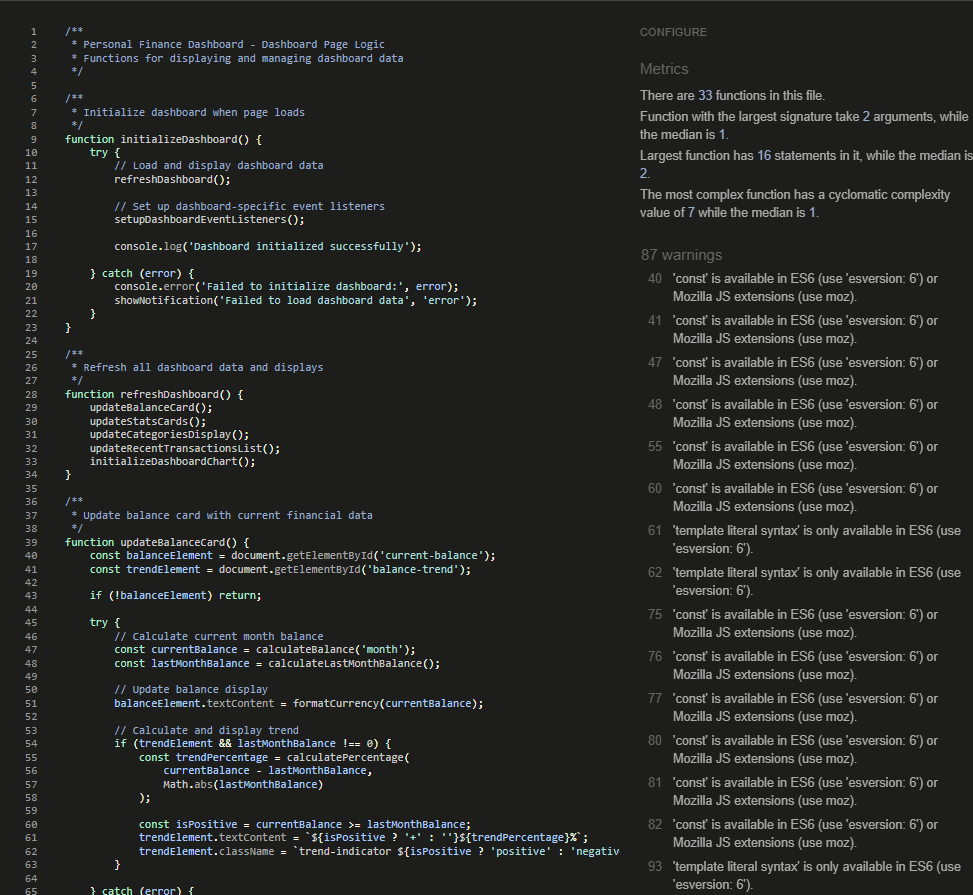 1 /**
2  * Personal Finance Dashboard - Dashboard Page Logic
3  * Functions for displaying and managing dashboard data
4  */
5
6 /**
7  * Initialize dashboard when page loads
8  */
9 function initializeDashboard() {
10     try {
11         // Load and display dashboard data
12         refreshDashboard();
13
14         // Set up dashboard-specific event listeners
15         setupDashboardEventListeners();
16
17         console.log('Dashboard initialized successfully');
18
19     } catch (error) {
20         console.error('Failed to initialize dashboard:', error);
21         showNotification('Failed to load dashboard data', 'error');
22     }
23 }
24
25 /**
26  * Refresh all dashboard data and displays
27  */
28 function refreshDashboard() {
29     updateBalanceCard();
30     updateStatsCards();
31     updateCategoriesDisplay();
32     updateRecentTransactionsList();
33     initializeDashboardChart();
34 }
35
36 /**
37  * Update balance card with current financial data
38  */
39 function updateBalanceCard() {
40     const balanceElement = document.getElementById('current-balance');
41     const trendElement = document.getElementById('balance-trend');
42
43     if (!balanceElement) return;
44
45     try {
46         // Calculate current month balance
47         const currentBalance = calculateBalance('month');
48         const lastMonthBalance = calculateLastMonthBalance();
49
50         // Update balance display
51         balanceElement.textContent = formatCurrency(currentBalance);
52
53         // Calculate and display trend
54         if (trendElement && lastMonthBalance !== 0) {
55             const trendPercentage = calculatePercentage(
56                 currentBalance - lastMonthBalance,
57                 Math.abs(lastMonthBalance)
58             );
59
60             const isPositive = currentBalance >= lastMonthBalance;
61             trendElement.textContent = `${isPositive ? '+' : ''}${trendPercentage}%`;
62             trendElement.className = `trend-indicator ${isPositive ? 'positive' : 'negativ
63         }
64
65     } catch (error) {
CONFIGURE
Metrics
There are 33 functions in this file.
Function with the largest signature take 2 arguments, while
the median is 1.
Largest function has 16 statements in it, while the median is
2.
The most complex function has a cyclomatic complexity
value of 7 while the median is 1.
87 warnings
40 'const' is available in ES6 (use 'esversion: 6') or
Mozilla JS extensions (use moz).
41 'const' is available in ES6 (use 'esversion: 6') or
Mozilla JS extensions (use moz).
47 'const' is available in ES6 (use 'esversion: 6') or
Mozilla JS extensions (use moz).
48 'const' is available in ES6 (use 'esversion: 6') or
Mozilla JS extensions (use moz).
55 'const' is available in ES6 (use 'esversion: 6') or
Mozilla JS extensions (use moz).
60 'const' is available in ES6 (use 'esversion: 6') or
Mozilla JS extensions (use moz).
61 'template literal syntax' is only available in ES6 (use
'esversion: 6').
62 'template literal syntax' is only available in ES6 (use
'esversion: 6').
75 'const' is available in ES6 (use 'esversion: 6') or
Mozilla JS extensions (use moz).
76 'const' is available in ES6 (use 'esversion: 6') or
Mozilla JS extensions (use moz).
77 'const' is available in ES6 (use 'esversion: 6') or
Mozilla JS extensions (use moz).
80 'const' is available in ES6 (use 'esversion: 6') or
Mozilla JS extensions (use moz).
81 'const' is available in ES6 (use 'esversion: 6') or
Mozilla JS extensions (use moz).
82 'const' is available in ES6 (use 'esversion: 6') or
Mozilla JS extensions (use moz).
93 'template literal syntax' is only available in ES6 (use
'esversion: 6').